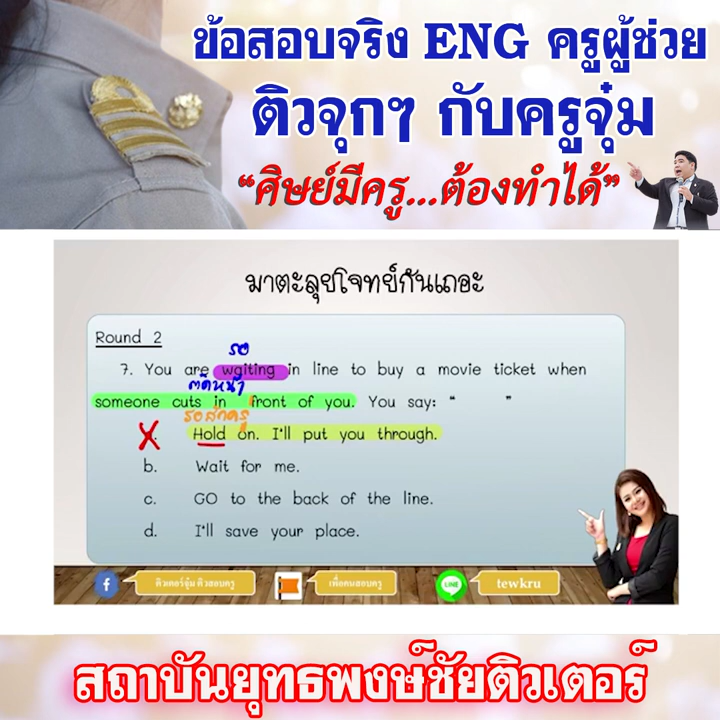 ข้อสอบจริง ENG ครูผู้ช่วย
ติวจุกๆ กับครูจุ๋ม
“ศิษย์มีครู...ต้องทำได้”
มาตะลุยโจทย์กันเถอะ
Round 2
รอ
7. You are waiting in line to buy a movie ticket when
ตัดหน้า
someone cuts in front of you. You say: “ ”
รอสักครู่
Hold on. I'll put you through.
b. Wait for me.
c. GO to the back of the line.
d. I'll save your place.
ติวเตอร์จุ๋ม ติวสอบครู
เพื่อคนสอบครู
LINE
tewkru
สถาบันยุทธพงษ์ชัยติวเตอร์